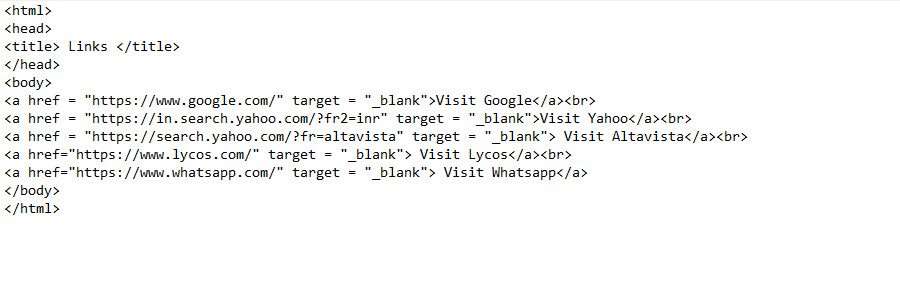 <html>
<head>
<title> Links </title>
</head>
<body>
<a href = "https://www.google.com/" target = "_blank">Visit Google</a><br>
<a href = "https://in.search.yahoo.com/?fr2=inr" target = "_blank">Visit Yahoo</a><br>
<a href = "https://search.yahoo.com/?fr=altavista" target = "_blank"> Visit Altavista</a><br>
<a href="https://www.lycos.com/" target = "_blank"> Visit Lycos</a><br>
<a href="https://www.whatsapp.com/" target = "_blank"> Visit Whatsapp</a>
</body>
</html>